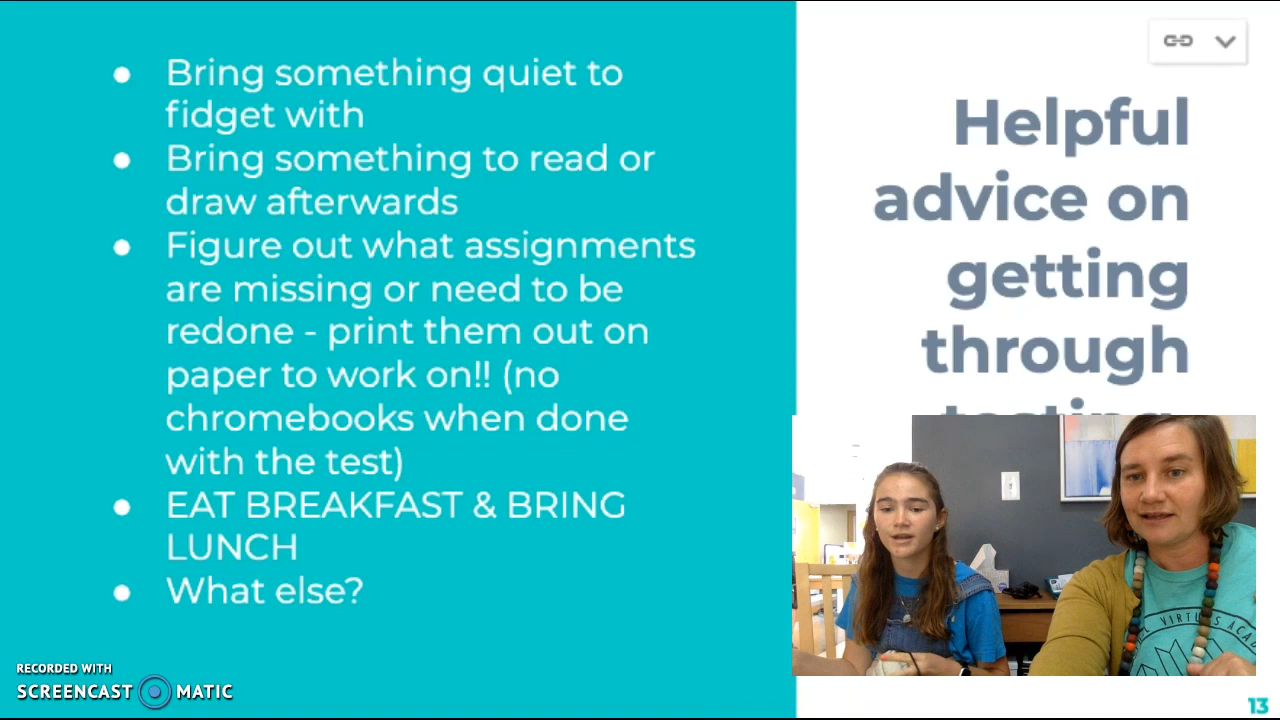 Bring something quiet to
fidget with
Bring something to read or
draw afterwards
Figure out what assignments
are missing or need to be
redone - print them out on
paper to work on!! (no
chromebooks when done
with the test)
EAT BREAKFAST & BRING
LUNCH
What else?
Helpful
advice on
getting
through
RECORDED WITH
SCREENCAST MATIC
13